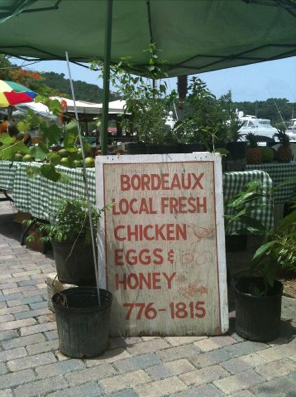 BORDEAUX
LOCAL FRESH
CHICKEN
EGGS &
HONEY
776-1815